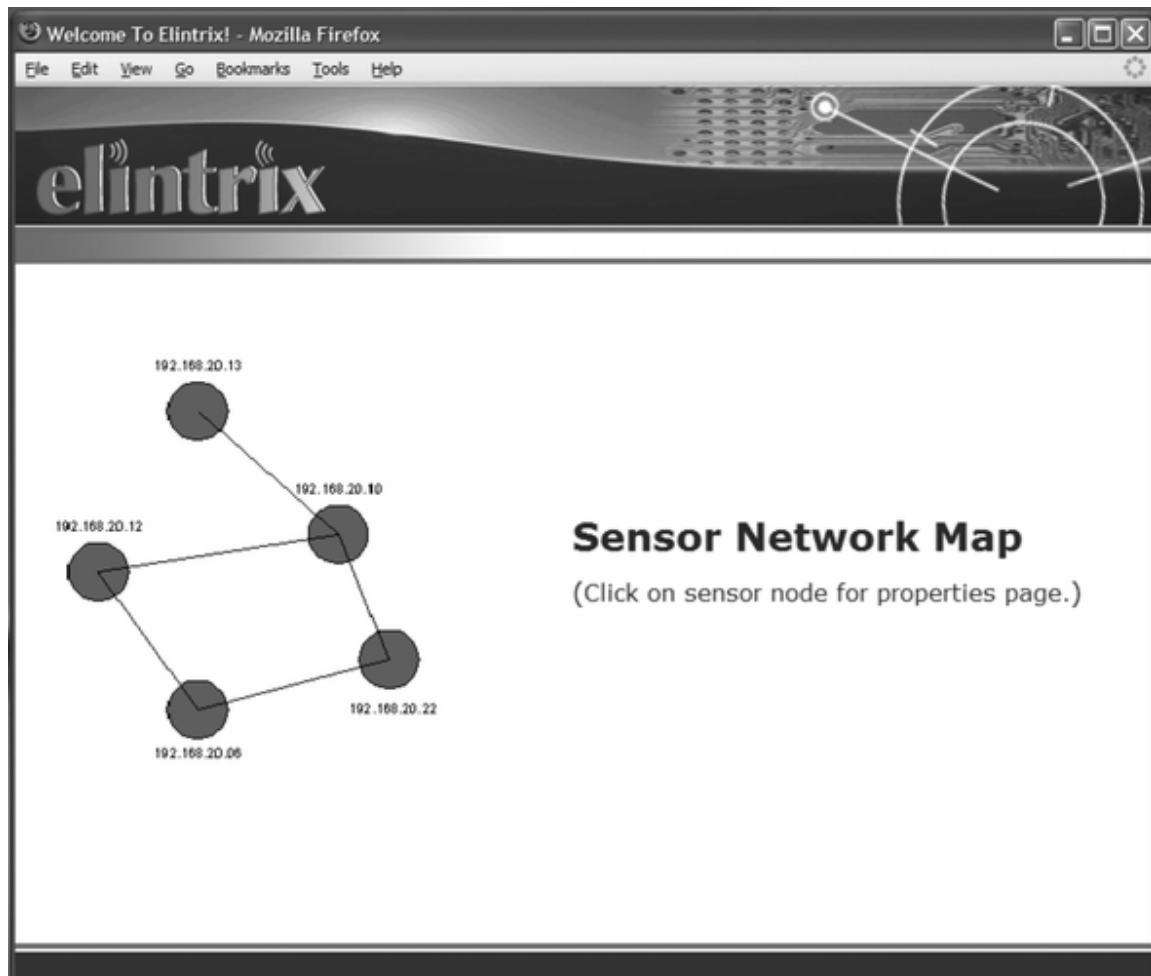 Welcome To Elintrix! - Mozilla Firefox
File Edit View Go Bookmarks Tools Help
elintrix
192.168.20.13
192.168.20.10
192.168.20.12
Sensor Network Map
(Click on sensor node for properties page.)
192.168.20.22
192.168.20.06